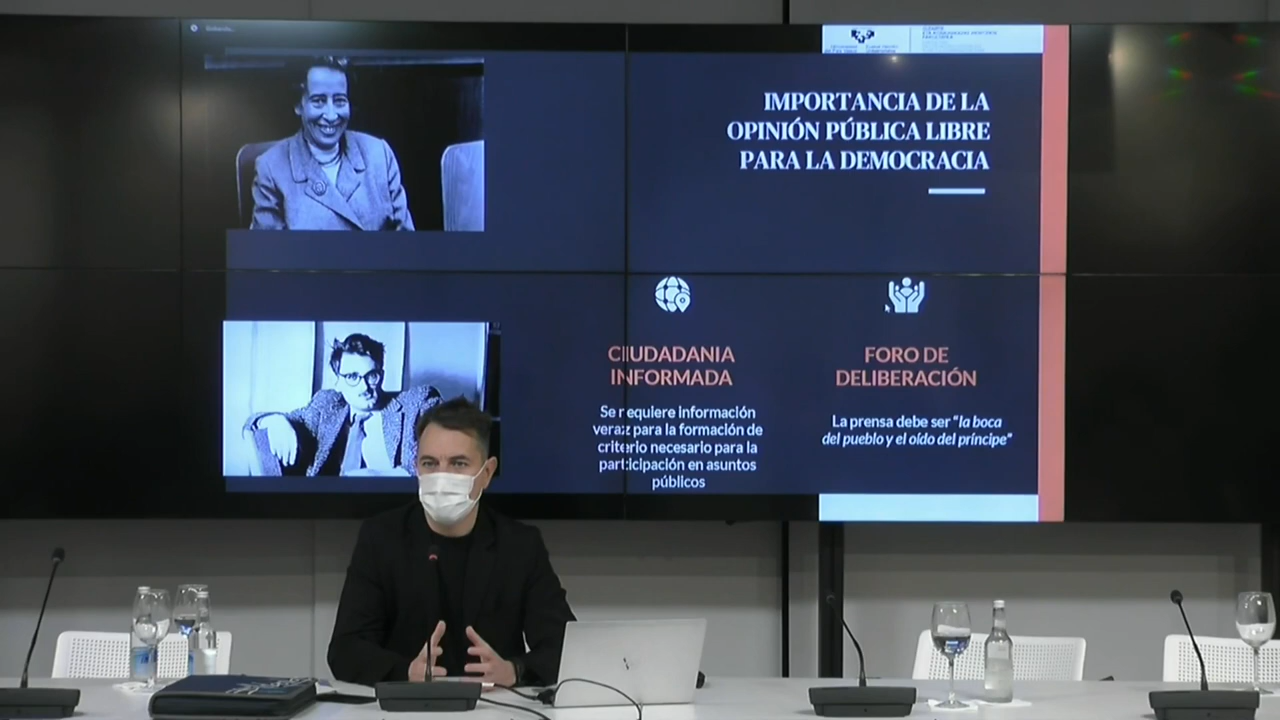 IMPORTANCIA DE LA
OPINIÓN PÚBLICA LIBRE
PARA LA DEMOCRACIA
CIUDADANIA
INFORMADA
Se requiere información
veraz para la formación de
criterio necesario para la
participación en asuntos
públicos
FORO DE
DELIBERACIÓN
La prensa debe ser “la boca
del pueblo y el oído del príncipe”